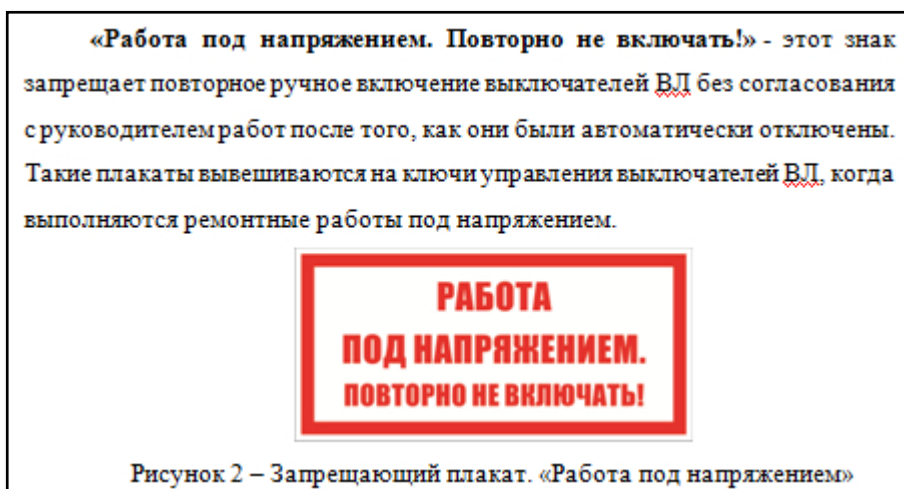 «Работа под напряжением. Повторно не включать!» - этот знак
запрещает повторное ручное включение выключателей ВЛ без согласования
с руководителем работ после того, как они были автоматически отключены.
Такие плакаты вывешиваются на ключи управления выключателей ВЛ, когда
выполняются ремонтные работы под напряжением.
РАБОТА
ПОД НАПРЯЖЕНИЕМ.
ПОВТОРНО НЕ ВКЛЮЧАТЬ!
Рисунок 2 – Запрещающий плакат. «Работа под напряжением»